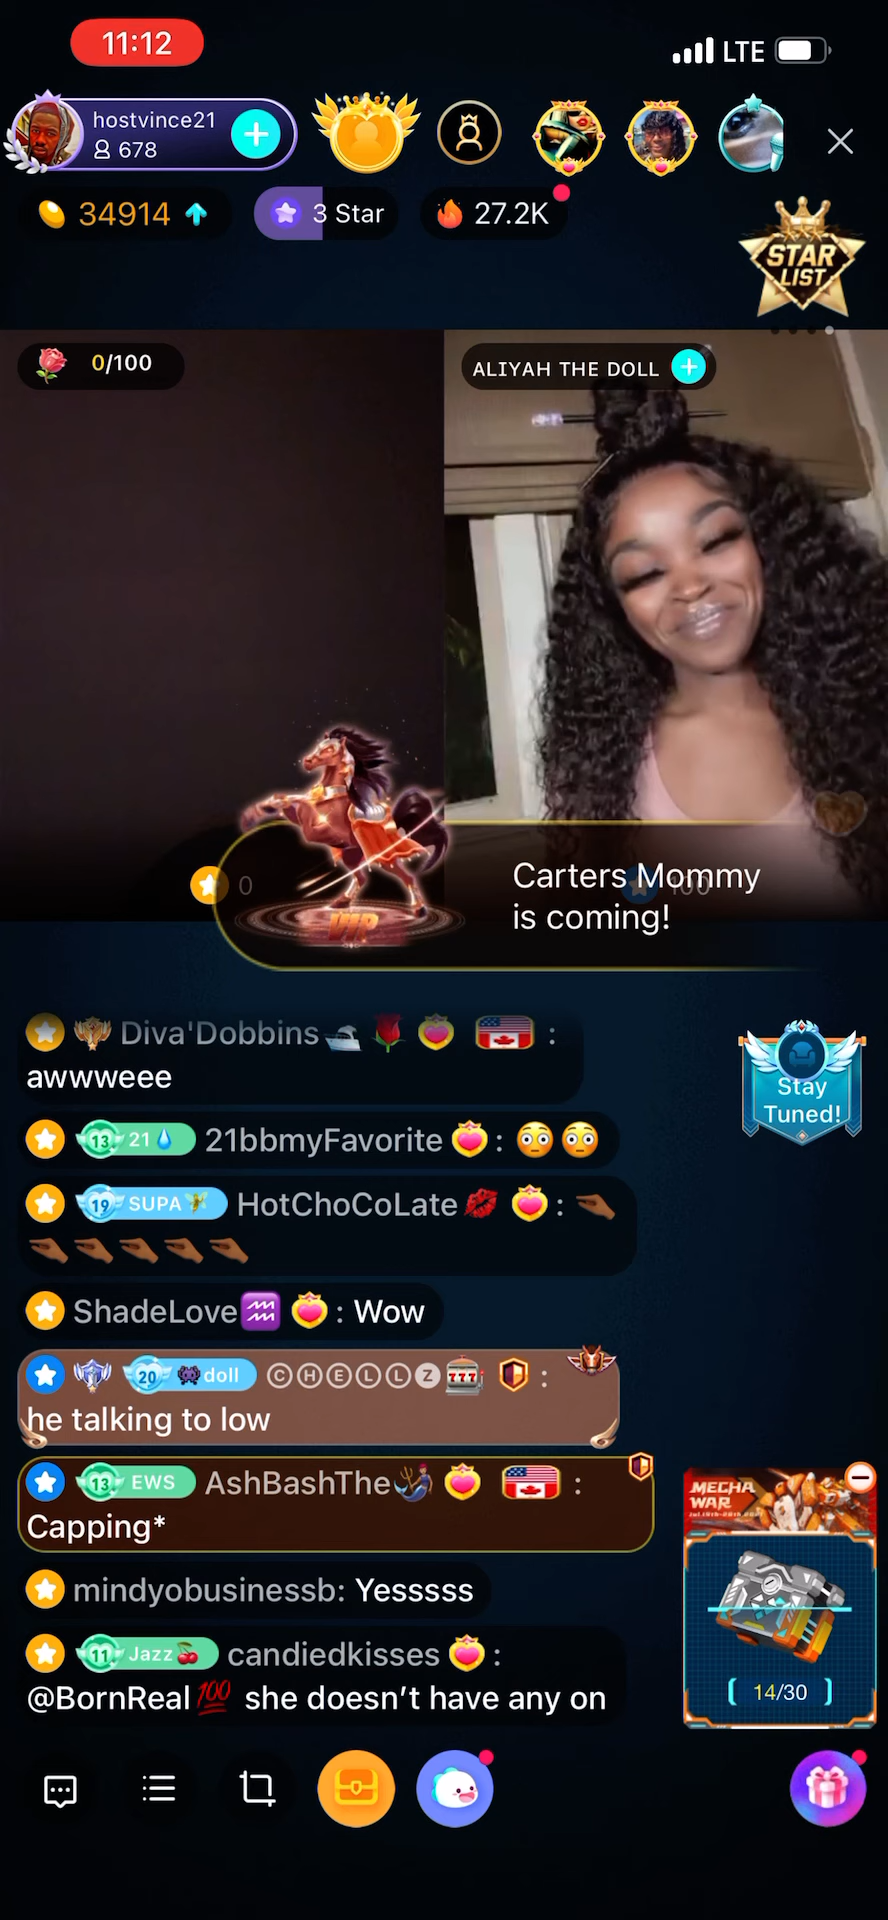 11:12
LTE
hostvince21
678
34914
3 Star
27.2K
STAR
LIST
0/100
ALIYAH THE DOLL
0
100
Carters Mommy
is coming!
VIP
Diva'Dobbins :
awwweee
Stay
Tuned!
13 21 21bbmyFavorite : 😳 😳
19 SUPA HotChoCoLate💋 :
ShadeLove♒ : Wow
20 doll ⒸⒽⒺⓁⓁⓏ🎰 :
he talking to low
13 EWS AshBashThe :
Capping*
mindyobusinessb: Yesssss
11 Jazz🍒 candiedkisses :
@BornReal💯 she doesn't have any on
MECHA
WAR
14/30